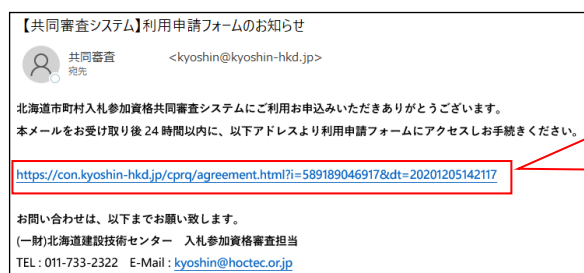 【共同審査システム】利用申請フォームのお知らせ
共同審査 <kyoshin@kyoshin-hkd.jp>
宛先
北海道市町村入札参加資格共同審査システムにご利用お申込みいただきありがとうございます。
本メールをお受け取り後 24 時間以内に、以下アドレスより利用申請フォームにアクセスしお手続きください。
https://con.kyoshin-hkd.jp/cprq/agreement.html?i=589189046917&dt=20201205142117
お問い合わせは、以下までお願い致します。
(一財)北海道建設技術センター 入札参加資格審査担当
TEL : 011-733-2322 E-Mail : kyoshin@hoctec.or.jp